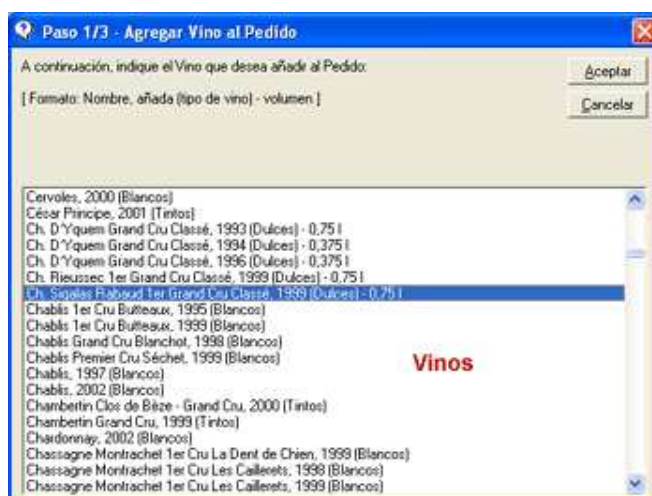 Paso 1/3 - Agregar Vino al Pedido
A continuación, indique el Vino que desea añadir al Pedido:
Aceptar
[ Formato: Nombre, añada (tipo de vino) - volumen ]
Cancelar
Cervoles, 2000 (Blancos)
César Principe, 2001 (Tintos)
Ch. D'Yquem Grand Cru Classé, 1993 (Dulces) - 0,75 l
Ch. D'Yquem Grand Cru Classé, 1994 (Dulces) - 0,375 l
Ch. D'Yquem Grand Cru Classé, 1996 (Dulces) - 0,375 l
Ch. Rieussec 1er Grand Cru Classé, 1999 (Dulces) - 0,75 l
Ch. Sigalas Rabaud 1er Grand Cru Classé, 1999 (Dulces) - 0,75 l
Chablis 1er Cru Butteaux, 1995 (Blancos)
Chablis 1er Cru Butteaux, 1999 (Blancos)
Chablis Grand Cru Blanchot, 1998 (Blancos)
Chablis Premier Cru Séchet, 1999 (Blancos)
Vinos
Chablis, 1997 (Blancos)
Chablis, 2002 (Blancos)
Chambertin Clos de Bèze - Grand Cru, 2000 (Tintos)
Chambertin Grand Cru, 1999 (Tintos)
Chardonnay, 2002 (Blancos)
Chassagne Montrachet 1er Cru La Dent de Chien, 1999 (Blancos)
Chassagne Montrachet 1er Cru Les Caillerets, 1998 (Blancos)
Chassagne Montrachet 1er Cru Les Caillerets, 1999 (Blancos)